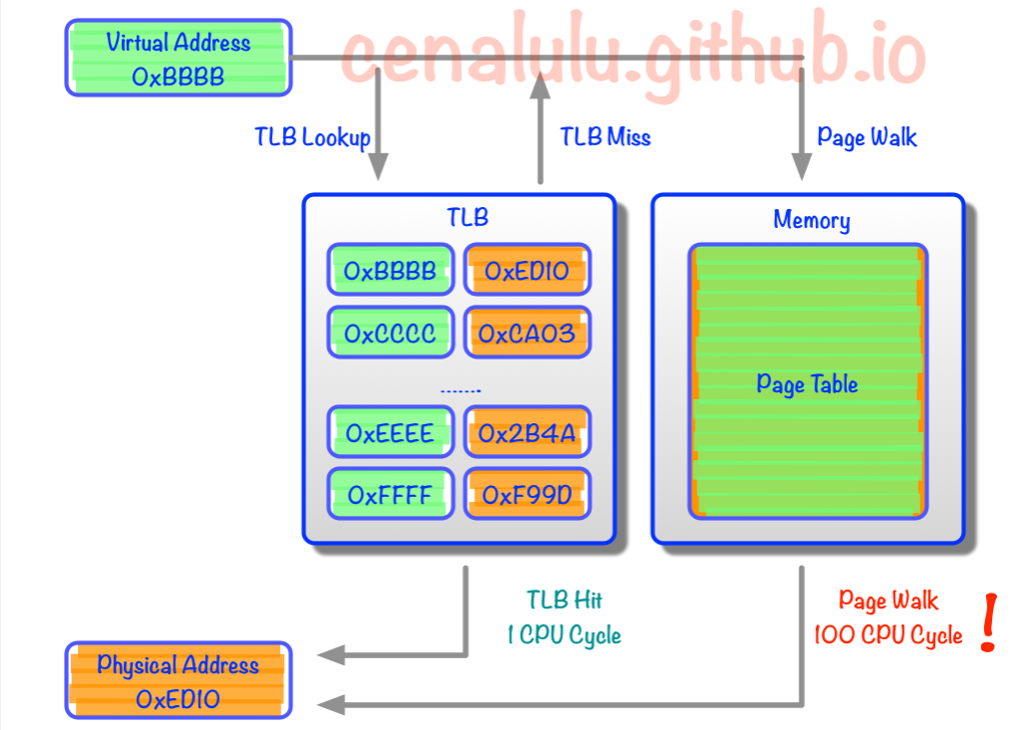 cenalulu.github.io
Virtual Address
0xBBBB
TLB Lookup
TLB Miss
Page Walk
TLB
0xBBBB 0xED10
0xCCCC 0xCA03
.......
0xEEEE 0x2B4A
0xFFFF 0xF99D
Memory
Page Table
TLB Hit
1 CPU Cycle
Page Walk
100 CPU Cycle
!
Physical Address
0xED10